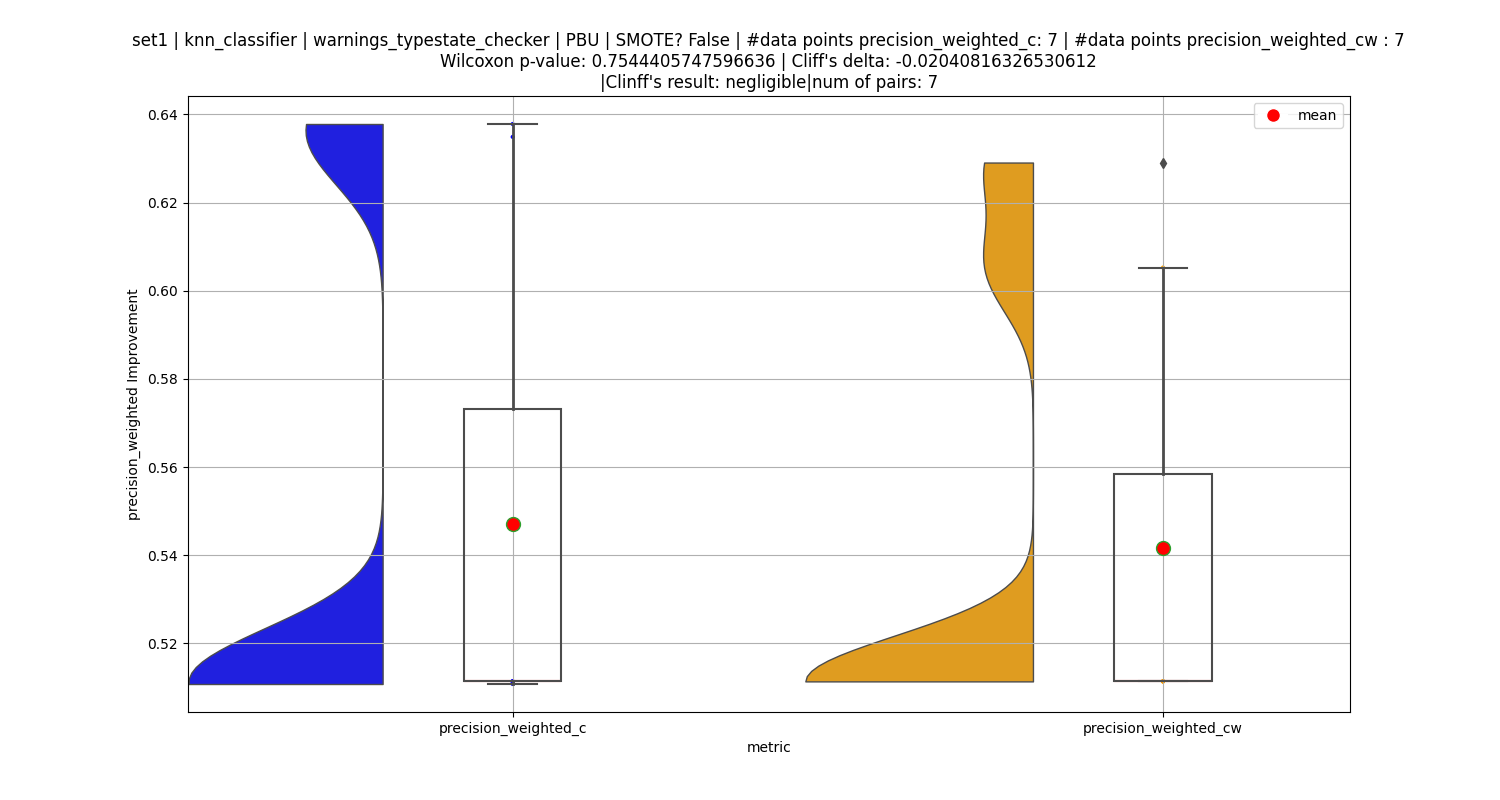 set1 | knn_classifier | warnings_typestate_checker | PBU | SMOTE? False | #data points precision_weighted_c: 7 | #data points precision_weighted_cw : 7
Wilcoxon p-value: 0.7544405747596636 | Cliff's delta: -0.02040816326530612
|Clinff's result: negligible|num of pairs: 7
mean
0.64
0.62
0.60
0.58
0.56
0.54
0.52
precision_weighted Improvement
precision_weighted_c
precision_weighted_cw
metric